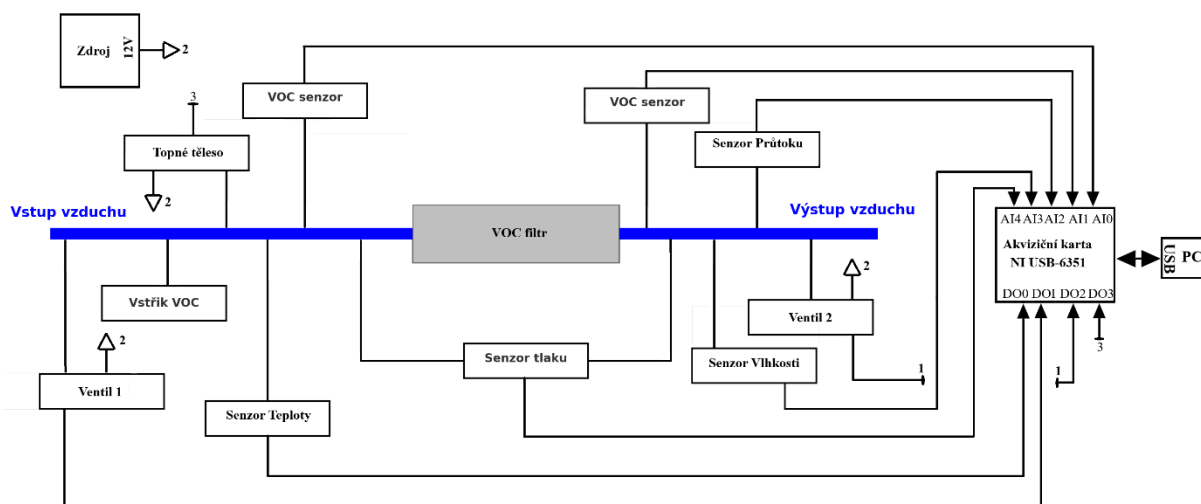 Zdroj
12V
2
VOC senzor
VOC senzor
3
Topné těleso
Senzor Průtoku
2
Vstup vzduchu
Výstup vzduchu
VOC filtr
AI4 AI3 AI2 AI1 AI0
Akviziční karta
NI USB-6351
USB
PC
2
Vstřik VOC
DO0 DO1 DO2 DO3
Ventil 2
2
3
Senzor tlaku
Senzor Vlhkosti
1
1
Ventil 1
Senzor Teploty